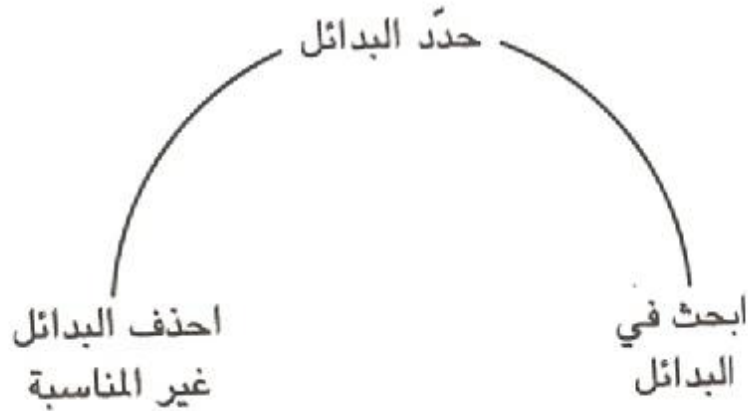 حدّد البدائل
ابحث في
البدائل
احذف البدائل
غير المناسبة